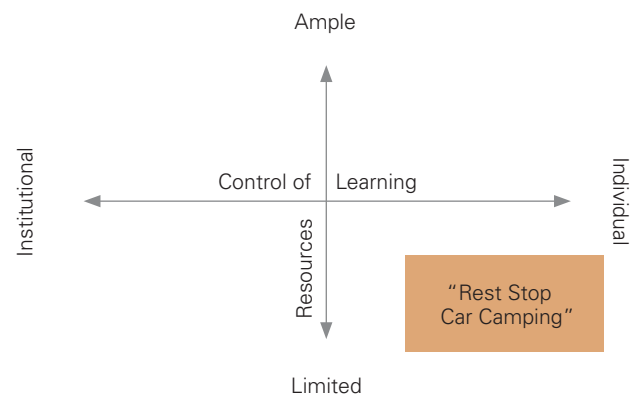 Ample
Institutional
Control of Learning
Individual
Resources
“Rest Stop
Car Camping”
Limited